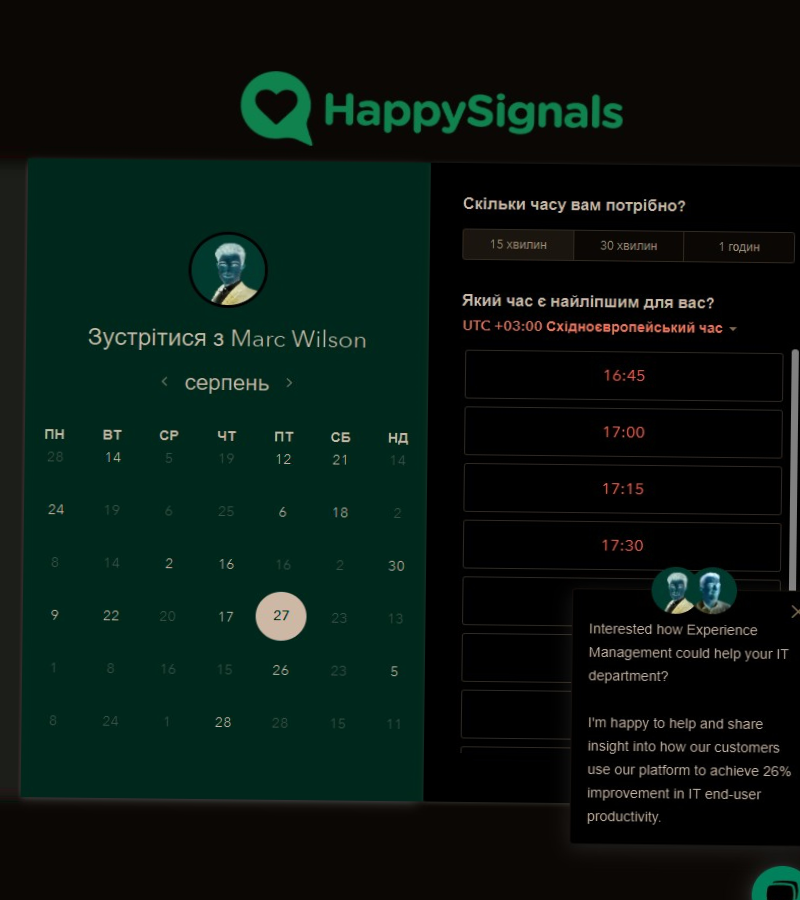 HappySignals
Зустрітися з Marc Wilson
серпень
ПН ВТ СР ЧТ ПТ СБ НД
28 14 5 19 12 21 14
24 19 6 25 6 18 2
8 14 2 16 16 2 30
9 22 20 17 27 23 13
1 8 16 15 26 23 5
8 24 1 28 28 15 11
Скільки часу вам потрібно?
15 хвилин 30 хвилин 1 годин
Який час є найліпшим для вас?
UTC +03:00 Східноєвропейський час
16:45
17:00
17:15
17:30
Interested how Experience
Management could help your IT
department?
I'm happy to help and share
insight into how our customers
use our platform to achieve 26%
improvement in IT end-user
productivity.